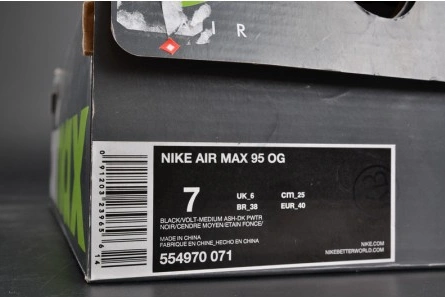 IR
NIKE AIR MAX 95 OG
7
UK_6
cm_25
BR_38
EUR_40
BLACK/VOLT-MEDIUM ASH-DK PWTR
NOIR/CENDRE MOYEN/ETAIN FONCE/
MADE IN CHINA
FABRIQUE EN CHINE_HECHO EN CHINA
554970 071
NIKE.COM
NIKEBETTERWORLD.COM